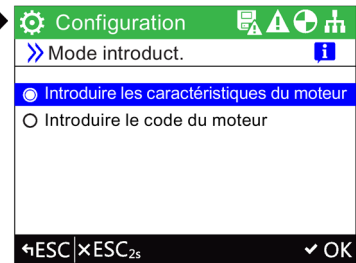 Configuration
Mode introduct.
i
Introduire les caractéristiques du moteur
Introduire le code du moteur
ESC ESC2s OK